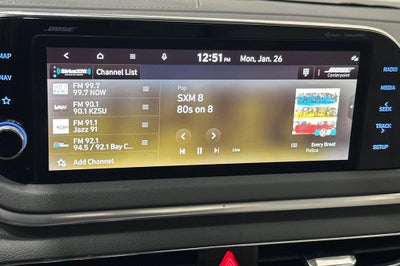 BOSE
SiriusXM
MAP
NAV
12:51 PM Mon, Jan. 26
SiriusXM Channel List
BOSE
Centerpoint
FM 99.7
99.7 NOW
FM 90.1
90.1 KZSU
FM 91.1
Jazz 91
FM 92.1
94.5 / 92.1 Bay C...
Add Channel
Pop
SXM 8
80s on 8
Live
Every Great
Police
RADIO
MEDIA
SEEK
TRACK
SETUP